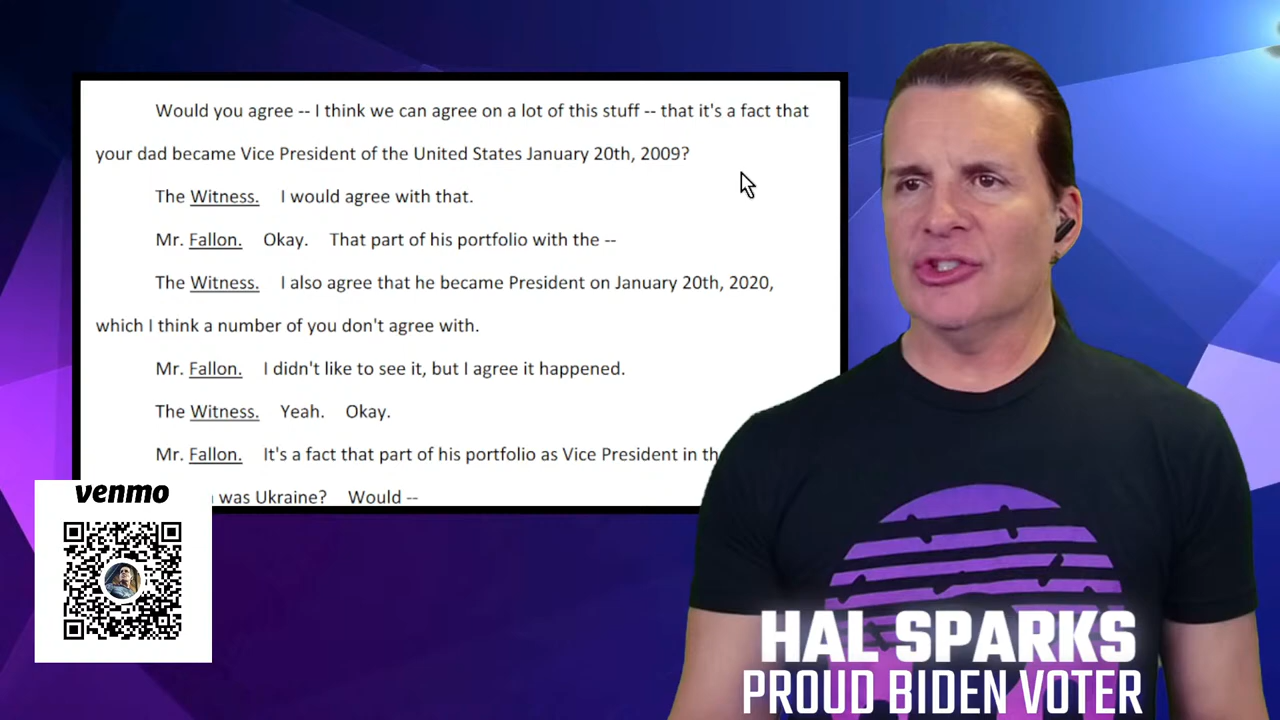 Would you agree -- I think we can agree on a lot of this stuff -- that it's a fact that
your dad became Vice President of the United States January 20th, 2009?
The Witness. I would agree with that.
Mr. Fallon. Okay. That part of his portfolio with the --
The Witness. I also agree that he became President on January 20th, 2020,
which I think a number of you don't agree with.
Mr. Fallon. I didn't like to see it, but I agree it happened.
The Witness. Yeah. Okay.
Mr. Fallon. It's a fact that part of his portfolio as Vice President in
was Ukraine? Would --
venmo
HAL SPARKS
PROUD BIDEN VOTER